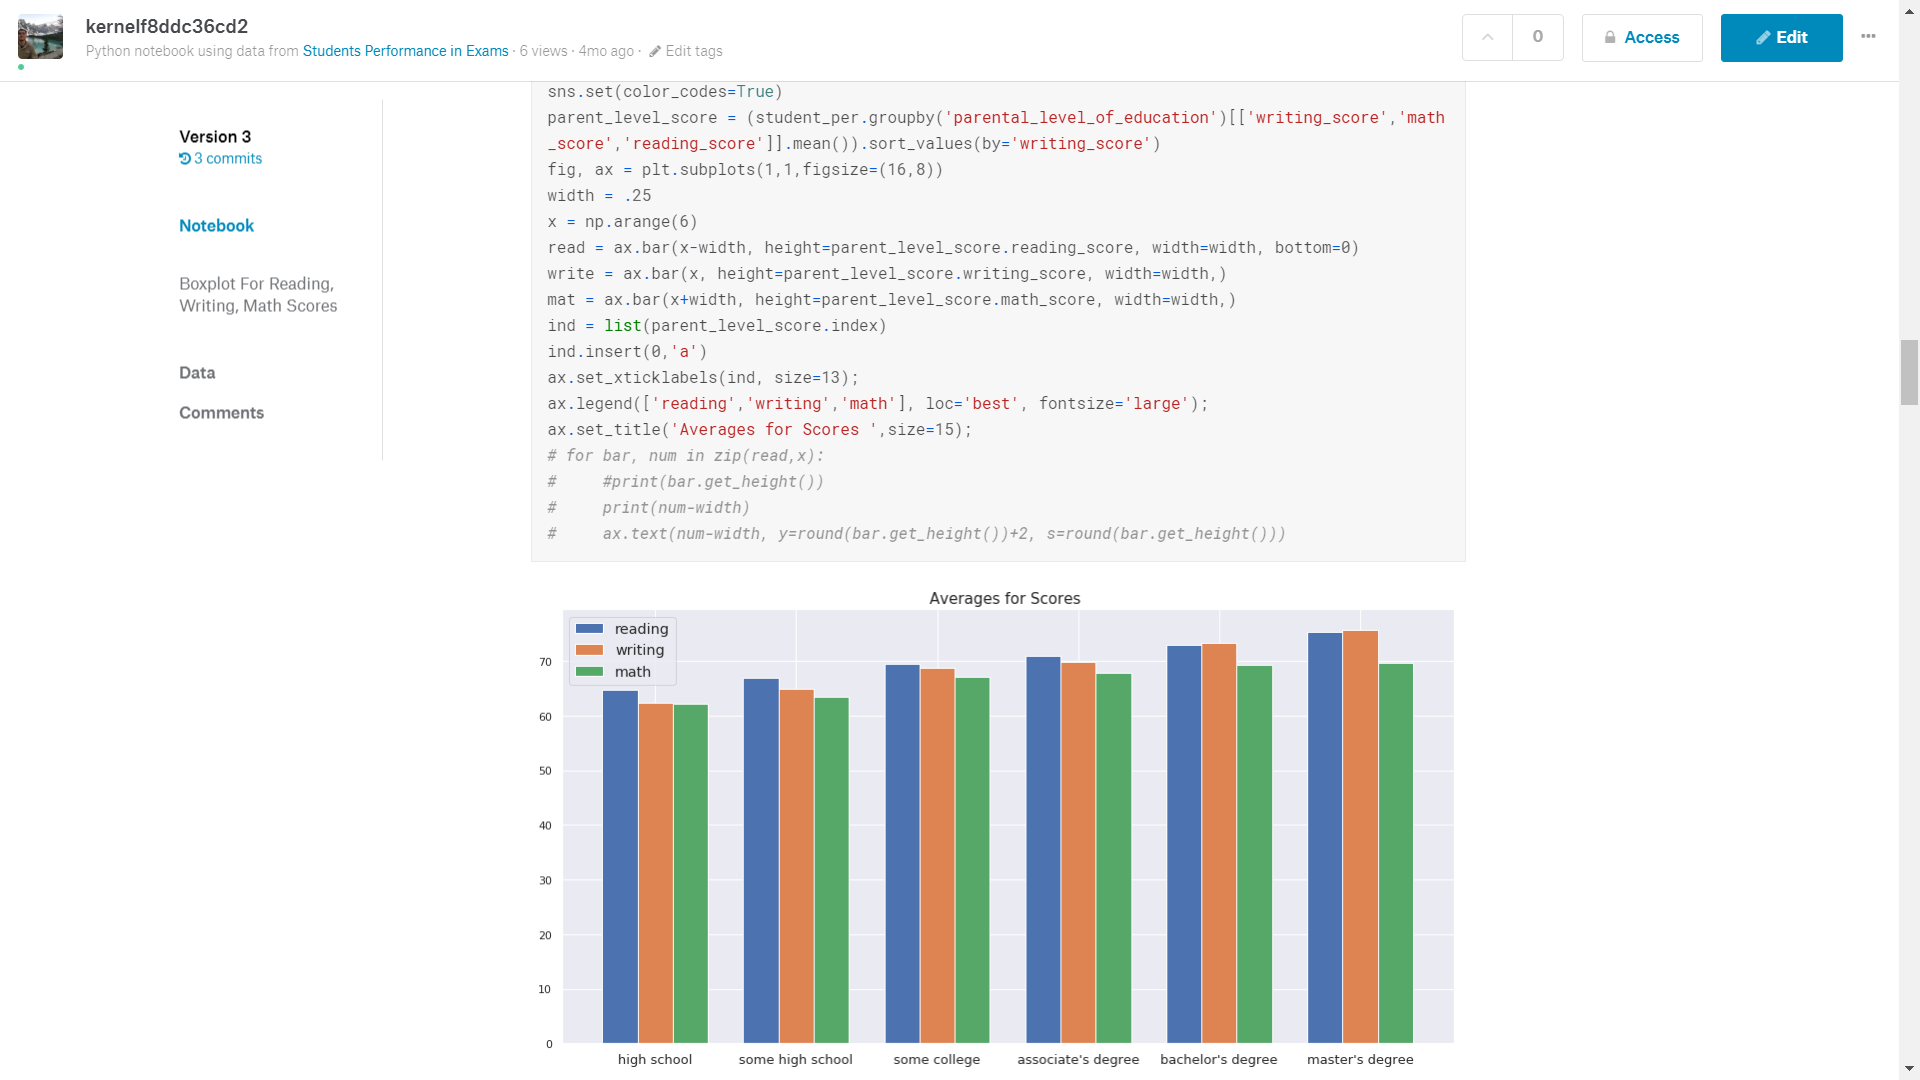 kernelf8ddc36cd2
Python notebook using data from Students Performance in Exams · 6 views · 4mo ago · Edit tags
0
Access
Edit
Version 3
3 commits
Notebook
Boxplot For Reading,
Writing, Math Scores
Data
Comments
sns.set(color_codes=True)
parent_level_score = (student_per.groupby('parental_level_of_education')[['writing_score','math
_score','reading_score']].mean()).sort_values(by='writing_score')
fig, ax = plt.subplots(1,1,figsize=(16,8))
width = .25
x = np.arange(6)
read = ax.bar(x-width, height=parent_level_score.reading_score, width=width, bottom=0)
write = ax.bar(x, height=parent_level_score.writing_score, width=width,)
mat = ax.bar(x+width, height=parent_level_score.math_score, width=width,)
ind = list(parent_level_score.index)
ind.insert(0,'a')
ax.set_xticklabels(ind, size=13);
ax.legend(['reading','writing','math'], loc='best', fontsize='large');
ax.set_title('Averages for Scores ',size=15);
# for bar, num in zip(read,x):
#     #print(bar.get_height())
#     print(num-width)
#     ax.text(num-width, y=round(bar.get_height())+2, s=round(bar.get_height()))
Averages for Scores
reading
writing
math
70
60
50
40
30
20
10
0
high school
some high school
some college
associate's degree
bachelor's degree
master's degree